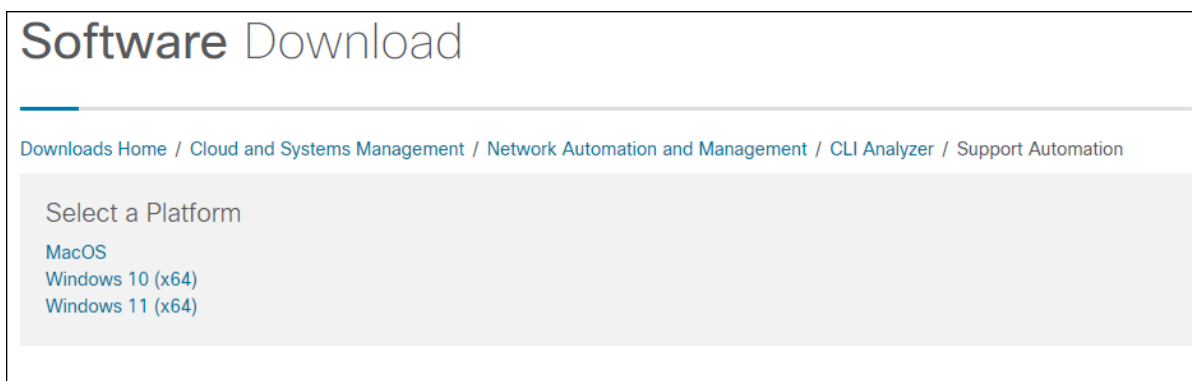 Software Download
Downloads Home / Cloud and Systems Management / Network Automation and Management / CLI Analyzer / Support Automation
Select a Platform
MacOS
Windows 10 (x64)
Windows 11 (x64)